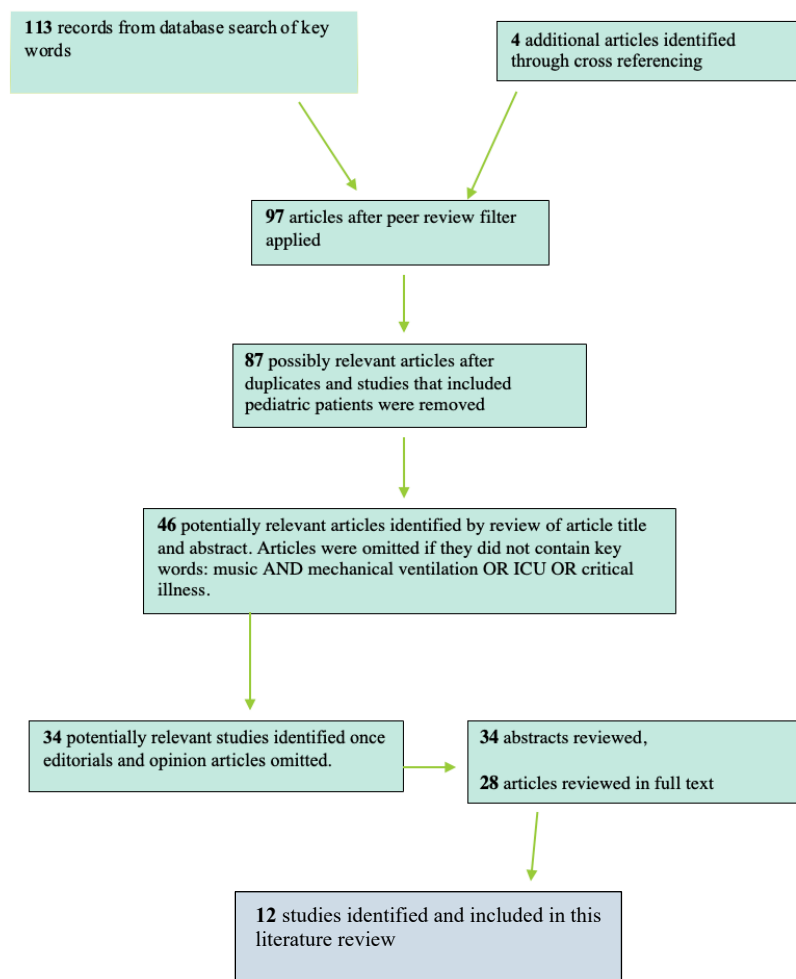 113 records from database search of key
words
4 additional articles identified
through cross referencing
97 articles after peer review filter
applied
87 possibly relevant articles after
duplicates and studies that included
pediatric patients were removed
46 potentially relevant articles identified by review of article title
and abstract. Articles were omitted if they did not contain key
words: music AND mechanical ventilation OR ICU OR critical
illness.
34 potentially relevant studies identified once
editorials and opinion articles omitted.
34 abstracts reviewed,
28 articles reviewed in full text
12 studies identified and included in this
literature review